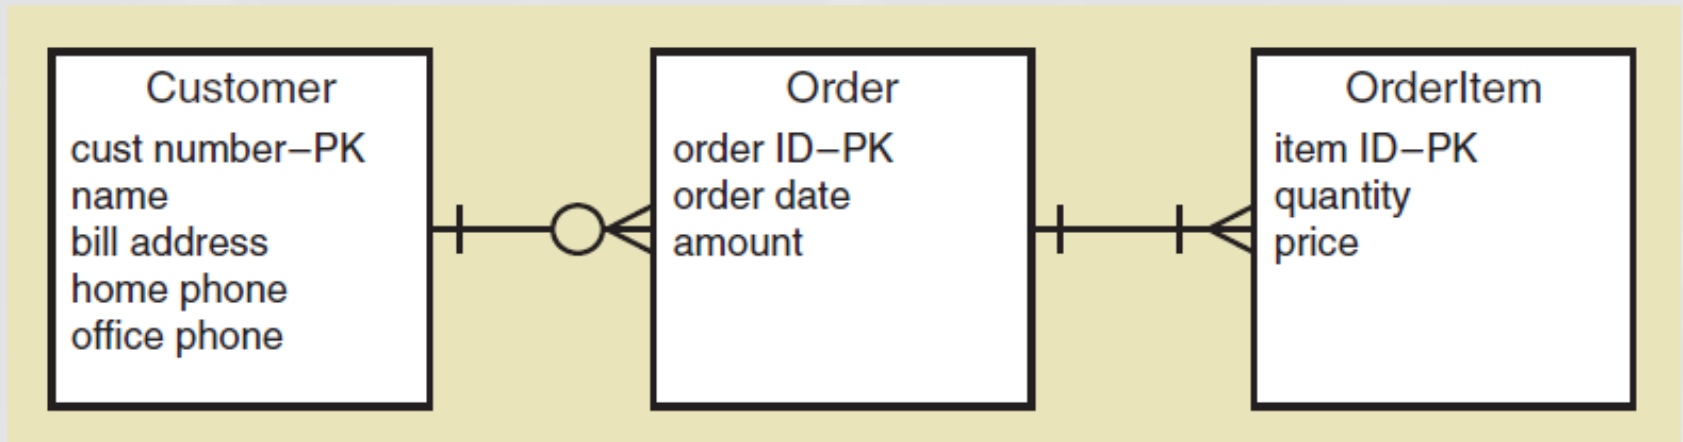 Customer
cust number–PK
name
bill address
home phone
office phone
Order
order ID–PK
order date
amount
OrderItem
item ID–PK
quantity
price